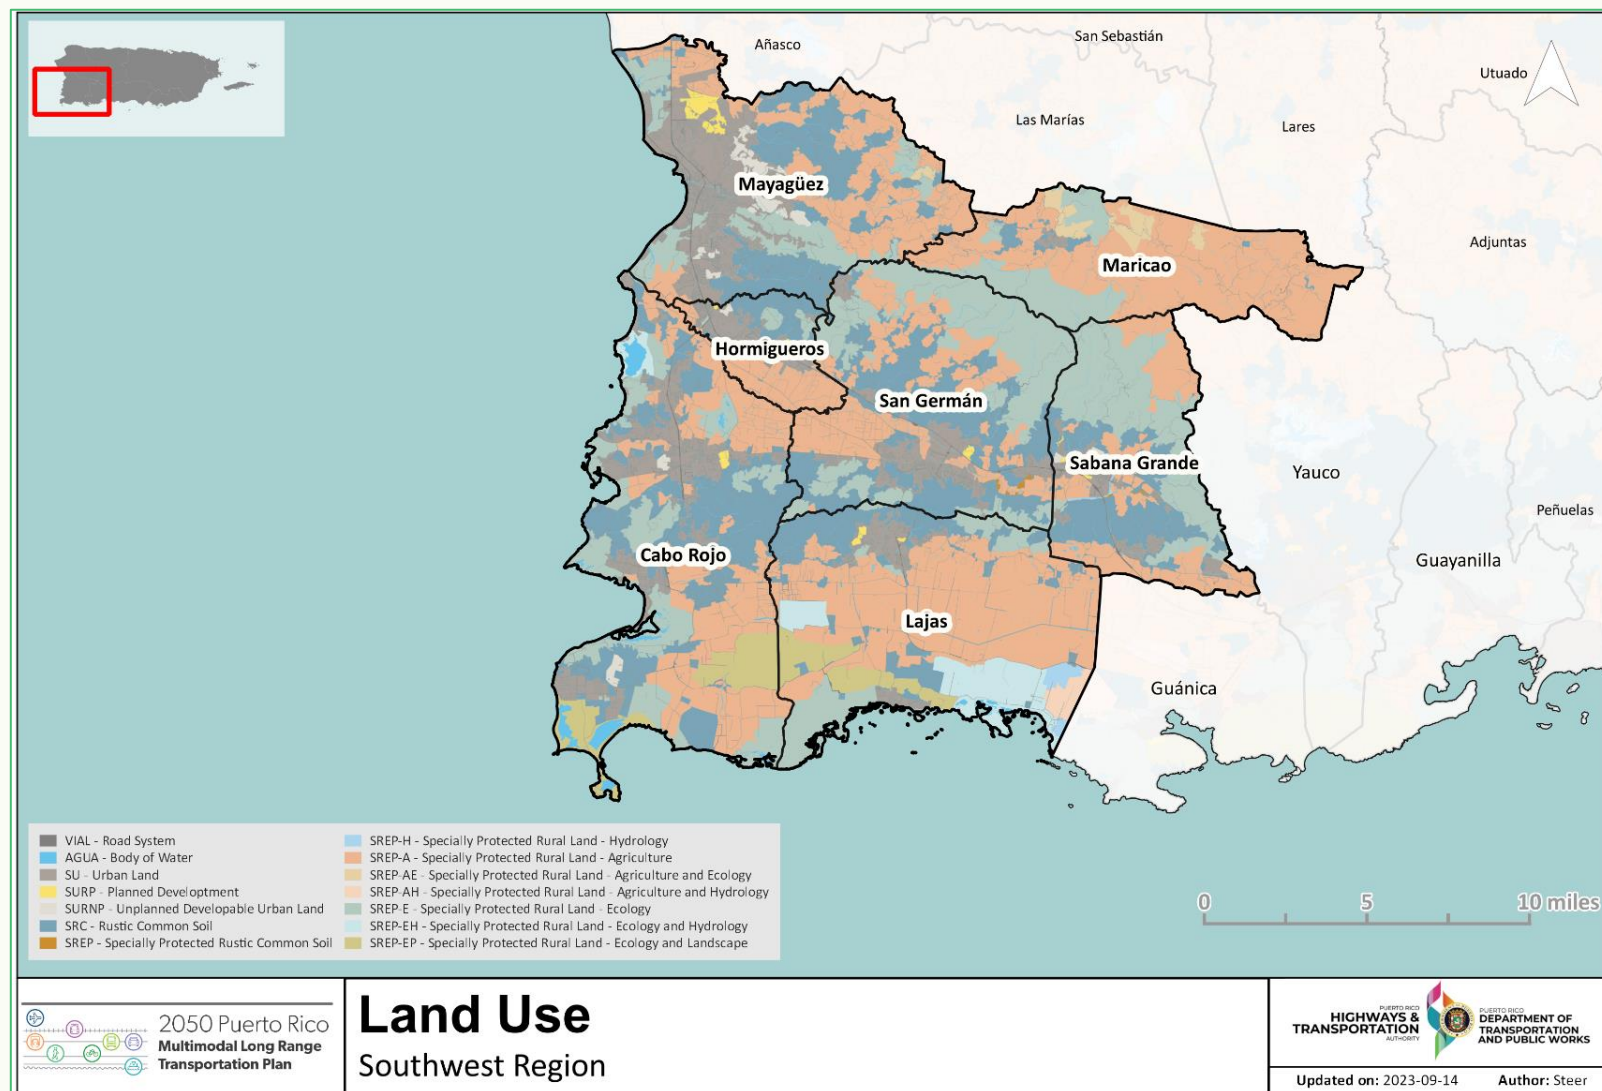 Añasco
San Sebastián
Utuado
Las Marías
Lares
Mayagüez
Adjuntas
Maricao
Hormigueros
San Germán
Sabana Grande
Yauco
Peñuelas
Cabo Rojo
Guayanilla
Lajas
Guánica
VIAL - Road System
AGUA - Body of Water
SU - Urban Land
SURP - Planned Development
SURNP - Unplanned Developable Urban Land
SRC - Rustic Common Soil
SREP - Specially Protected Rustic Common Soil
SREP-H - Specially Protected Rural Land - Hydrology
SREP-A - Specially Protected Rural Land - Agriculture
SREP-AE - Specially Protected Rural Land - Agriculture and Ecology
SREP-AH - Specially Protected Rural Land - Agriculture and Hydrology
SREP-E - Specially Protected Rural Land - Ecology
SREP-EH - Specially Protected Rural Land - Ecology and Hydrology
SREP-EP - Specially Protected Rural Land - Ecology and Landscape
0 5 10 miles
2050 Puerto Rico
Multimodal Long Range
Transportation Plan
Land Use
Southwest Region
PUERTO RICO
HIGHWAYS &
TRANSPORTATION
AUTHORITY
PUERTO RICO
DEPARTMENT OF
TRANSPORTATION
AND PUBLIC WORKS
Updated on: 2023-09-14 Author: Steer